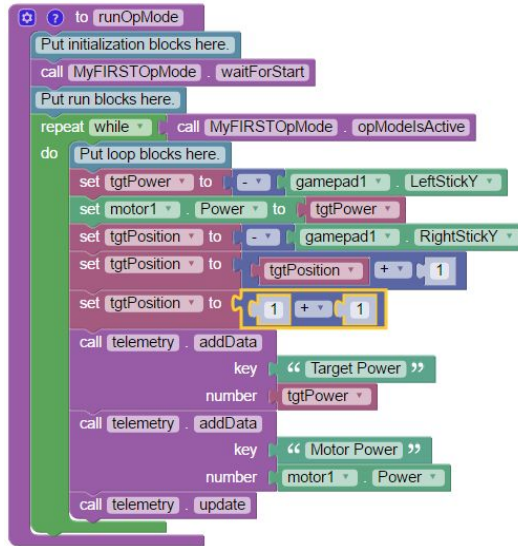 to runOpMode
Put initialization blocks here.
call MyFIRSTOpMode . waitForStart
Put run blocks here.
repeat while call MyFIRSTOpMode . opModeIsActive
do Put loop blocks here.
set tgtPower to - gamepad1 . LeftStickY
set motor1 . Power to tgtPower
set tgtPosition to - gamepad1 . RightStickY
set tgtPosition to tgtPosition + 1
set tgtPosition to 1 + 1
call telemetry . addData
key “ Target Power ”
number tgtPower
call telemetry . addData
key “ Motor Power ”
number motor1 . Power
call telemetry . update